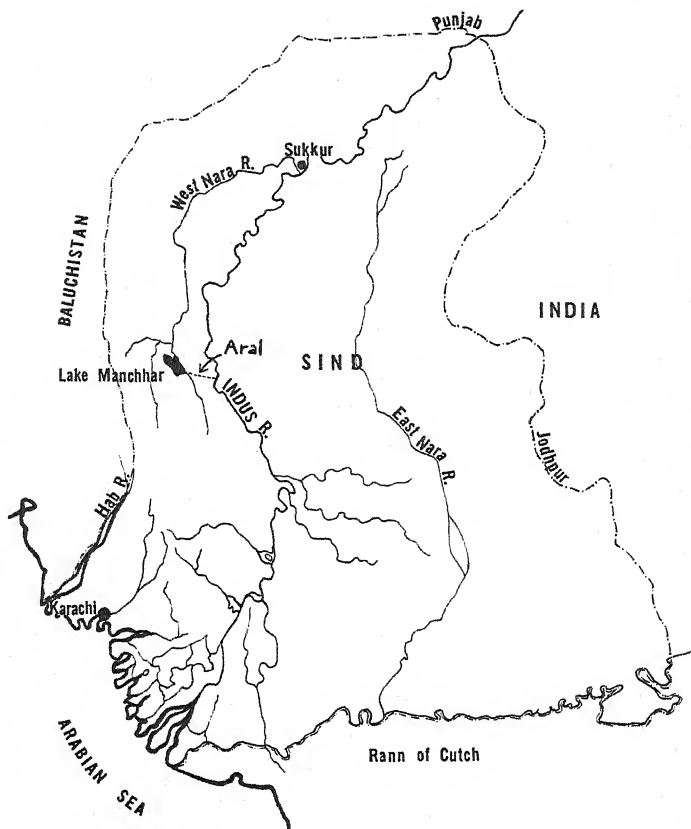 Punjab
Sukkur
West Nara R.
BALUCHISTAN
INDIA
Aral
SIND
Lake Manchhar
INDUS R.
East Nara R.
Jodhpur
Hab R.
Karachi
Rann of Cutch
ARABIAN SEA